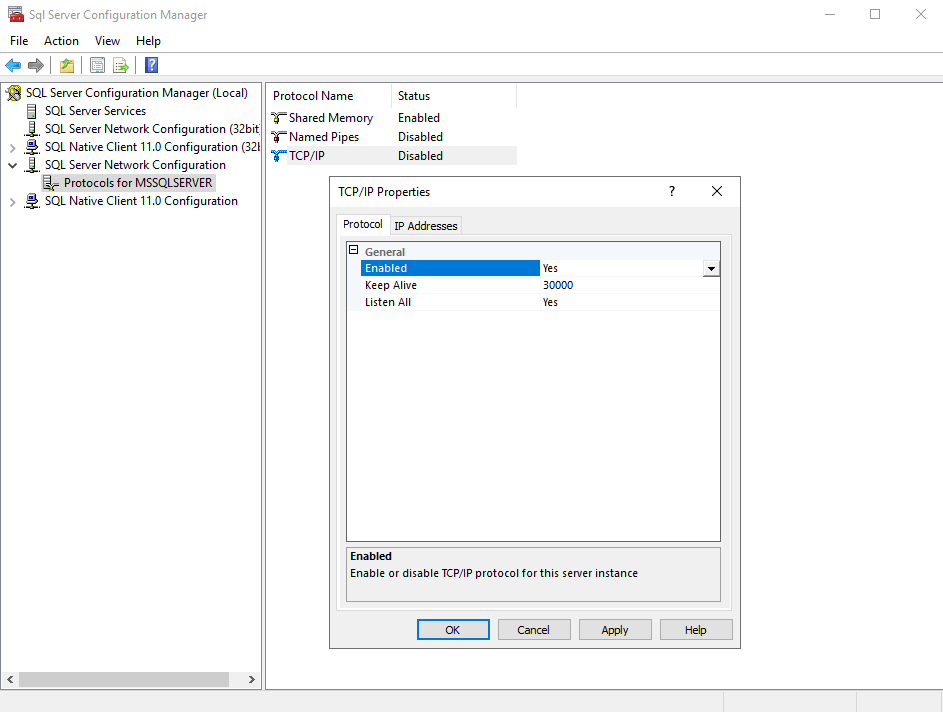 Sql Server Configuration Manager
File Action View Help
SQL Server Configuration Manager (Local)
SQL Server Services
SQL Server Network Configuration (32bit
SQL Native Client 11.0 Configuration (32
SQL Server Network Configuration
Protocols for MSSQLSERVER
SQL Native Client 11.0 Configuration
Protocol Name Status
Shared Memory Enabled
Named Pipes Disabled
TCP/IP Disabled
TCP/IP Properties
Protocol IP Addresses
General
Enabled Yes
Keep Alive 30000
Listen All Yes
Enabled
Enable or disable TCP/IP protocol for this server instance
OK Cancel Apply Help